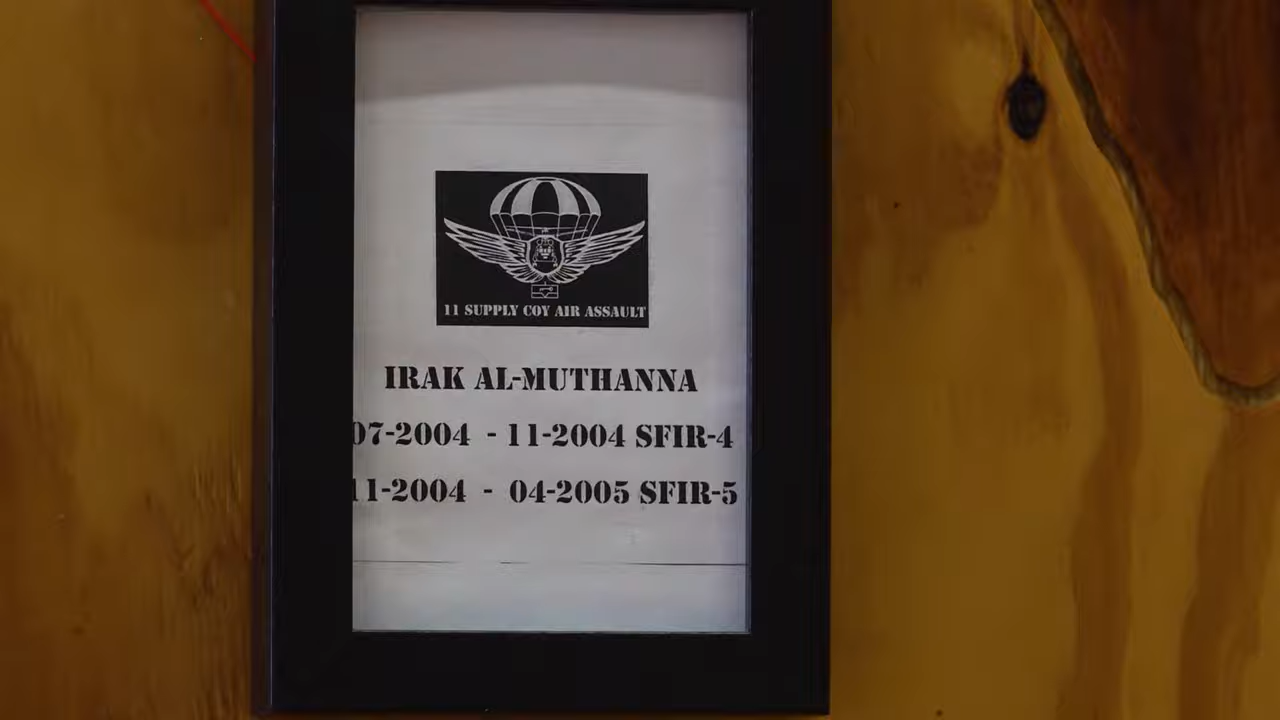 11 SUPPLY COY AIR ASSAULT
IRAK AL-MUTHANNA
07-2004 - 11-2004 SFIR-4
11-2004 - 04-2005 SFIR-5